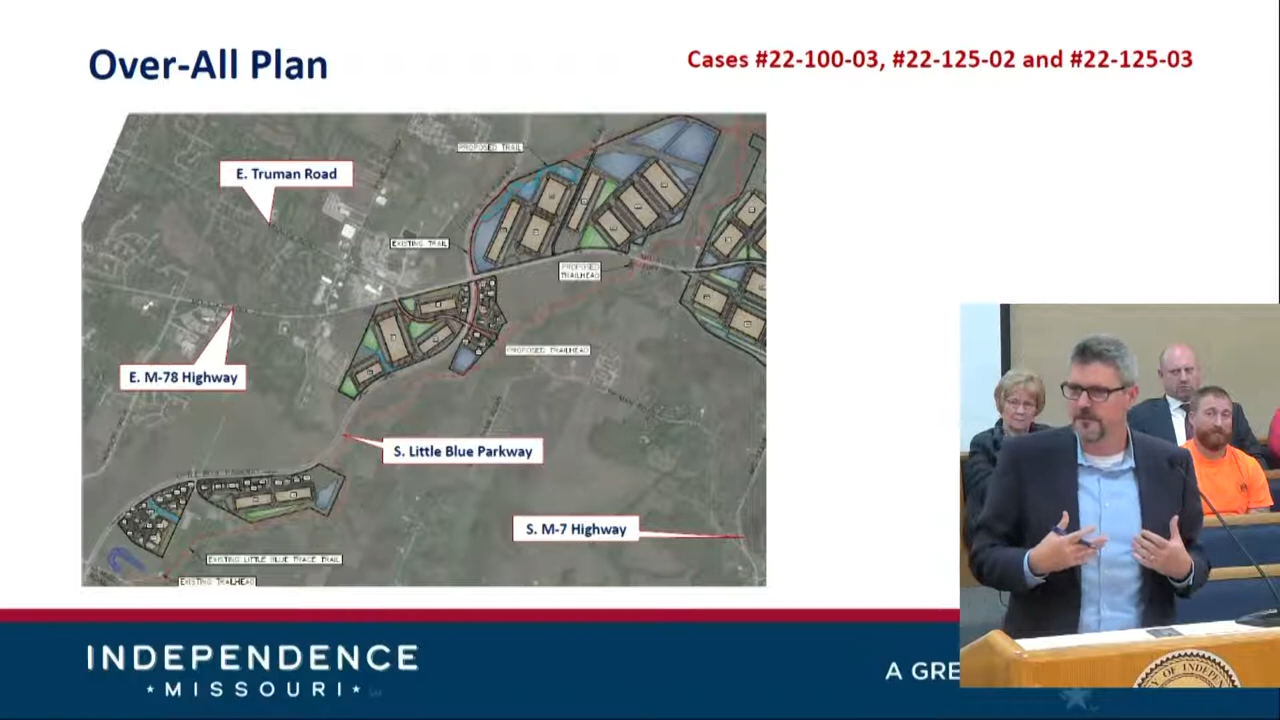 Over-All Plan
Cases #22-100-03, #22-125-02 and #22-125-03
PROPOSED TRAIL
E. Truman Road
EXISTING TRAIL
PROPOSED
TRAILHEAD
PROPOSED TRAILHEAD
E. M-78 Highway
S. Little Blue Parkway
S. M-7 Highway
EXISTING LITTLE BLUE TRACE TRAIL
EXISTING TRAILHEAD
INDEPENDENCE
MISSOURI
A GRE
OF INDEPEN